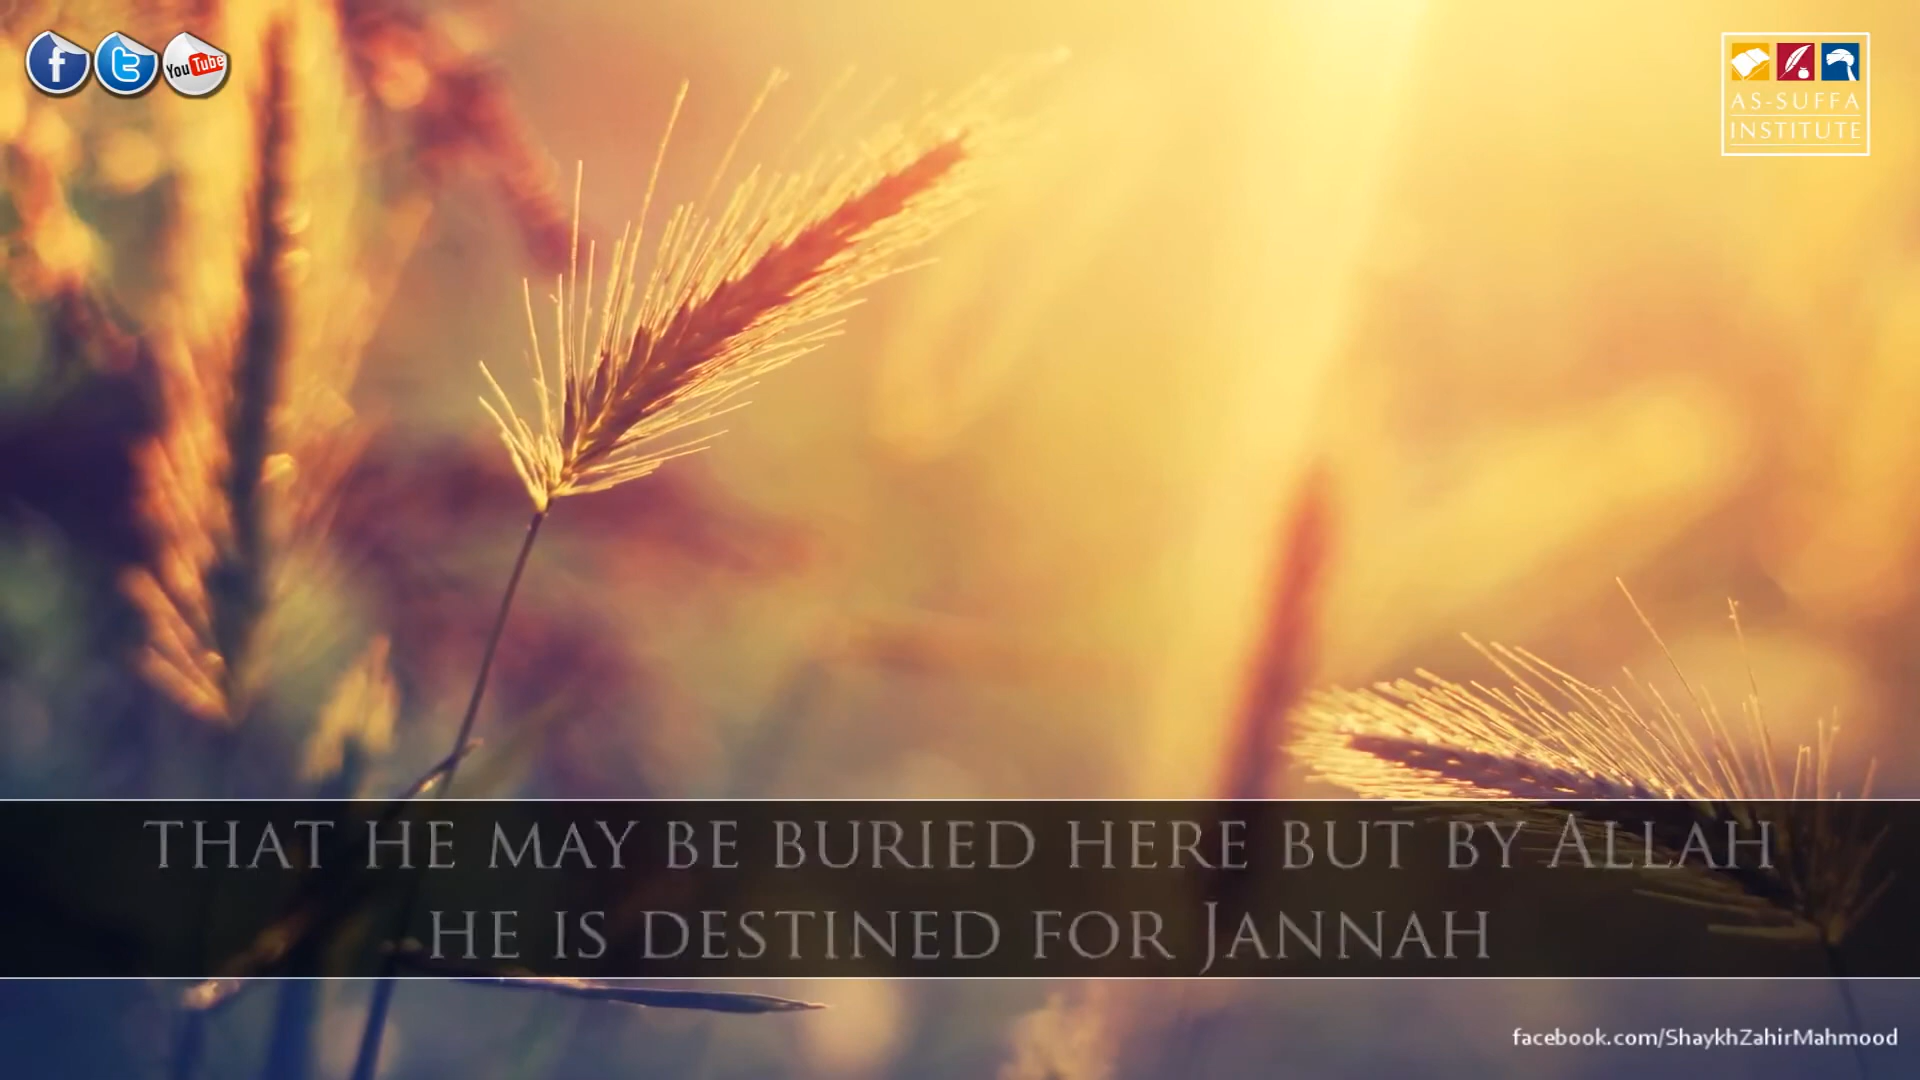 f
t
You Tube
AS-SUFFA
INSTITUTE
THAT HE MAY BE BURIED HERE BUT BY ALLAH
HE IS DESTINED FOR JANNAH
facebook.com/ShaykhZahirMahmood